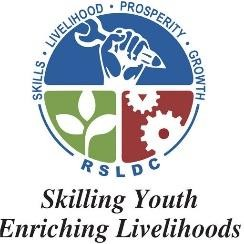 SKILLS • LIVELIHOOD • PROSPERITY • GROWTH
RSLDC
Skilling Youth
Enriching Livelihoods